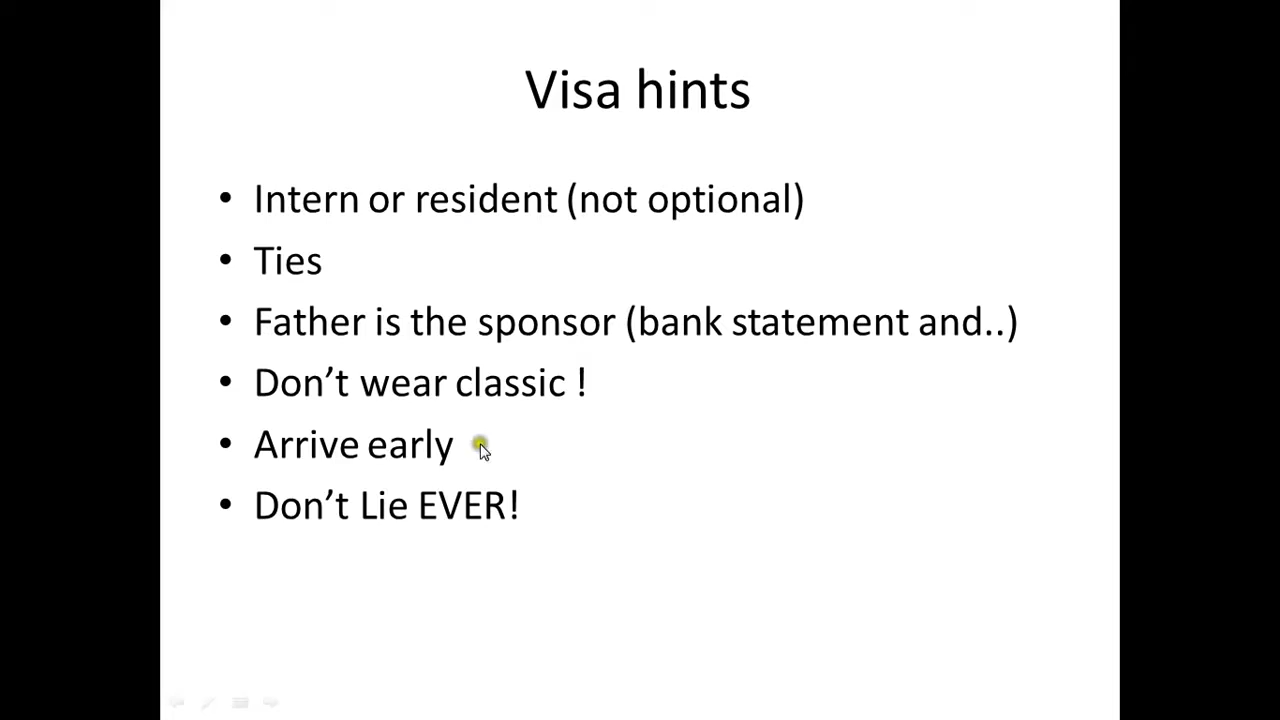 Visa hints
• Intern or resident (not optional)
• Ties
• Father is the sponsor (bank statement and..)
• Don’t wear classic !
• Arrive early
• Don’t Lie EVER!